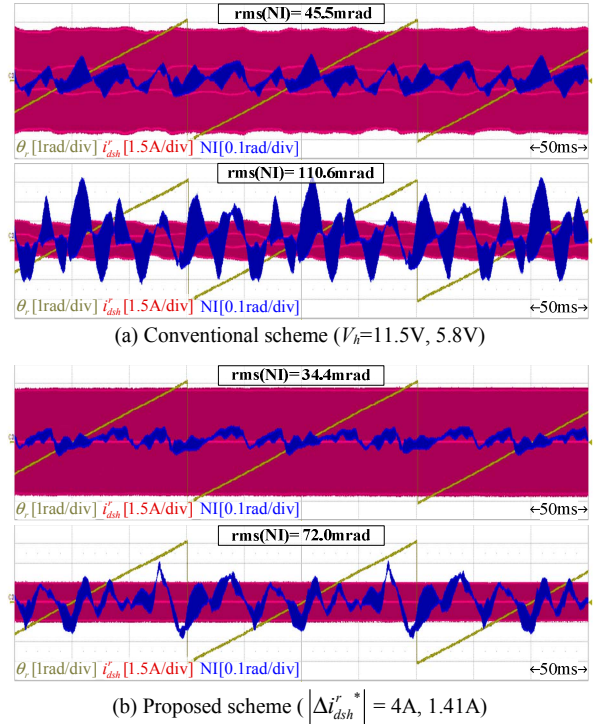 rms(NI)= 45.5mrad
θr [1rad/div] i^r_dsh [1.5A/div] NI[0.1rad/div] ←50ms→
rms(NI)= 110.6mrad
θr [1rad/div] i^r_dsh [1.5A/div] NI[0.1rad/div] ←50ms→
(a) Conventional scheme (Vh=11.5V, 5.8V)
rms(NI)= 34.4mrad
θr [1rad/div] i^r_dsh [1.5A/div] NI[0.1rad/div] ←50ms→
rms(NI)= 72.0mrad
θr [1rad/div] i^r_dsh [1.5A/div] NI[0.1rad/div] ←50ms→
(b) Proposed scheme ( |Δi^r_dsh*| = 4A, 1.41A)